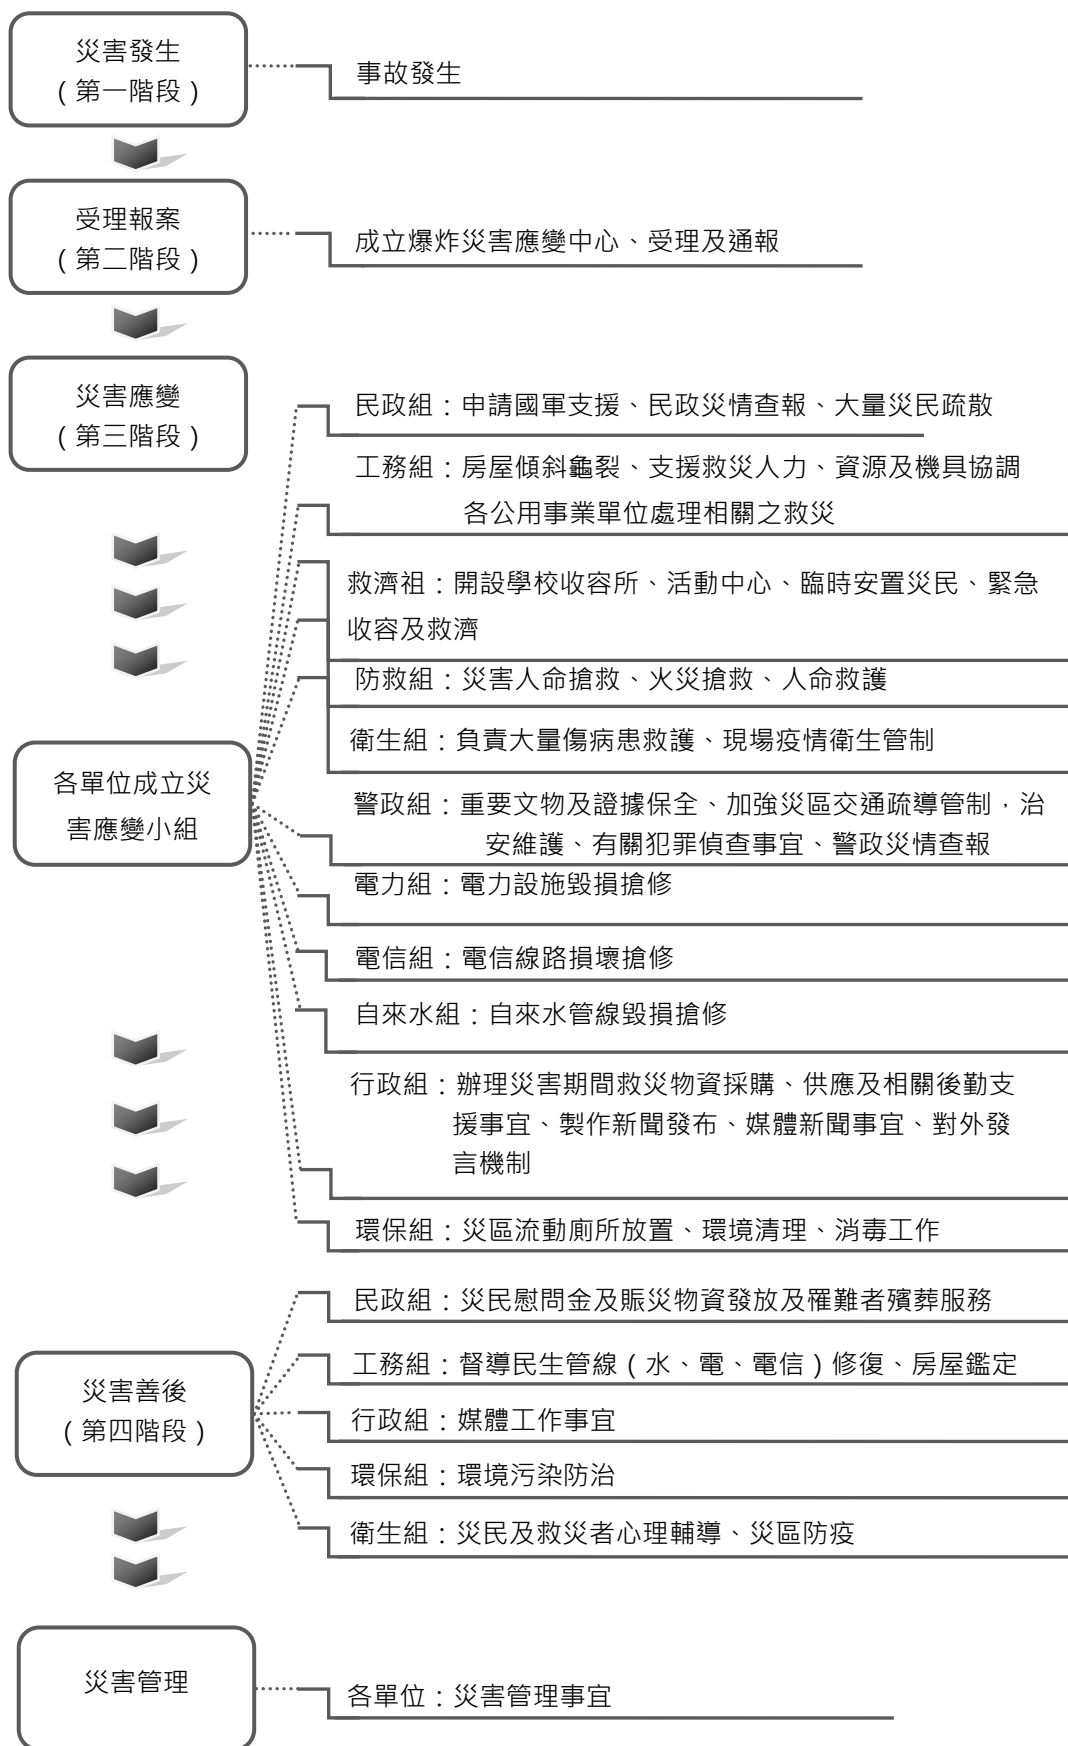 災害發生
(第一階段)
事故發生
受理報案
(第二階段)
成立爆炸災害應變中心、受理及通報
災害應變
(第三階段)
民政組：申請國軍支援、民政災情查報、大量災民疏散
工務組：房屋傾斜龜裂、支援救災人力、資源及機具協調
各公用事業單位處理相關之救災
救濟祖：開設學校收容所、活動中心、臨時安置災民、緊急
收容及救濟
防救組：災害人命搶救、火災搶救、人命救護
衛生組：負責大量傷病患救護、現場疫情衛生管制
各單位成立災
害應變小組
警政組：重要文物及證據保全、加強災區交通疏導管制，治
安維護、有關犯罪偵查事宜、警政災情查報
電力組：電力設施毀損搶修
電信組：電信線路損壞搶修
自來水組：自來水管線毀損搶修
行政組：辦理災害期間救災物資採購、供應及相關後勤支
援事宜、製作新聞發布、媒體新聞事宜、對外發
言機制
環保組：災區流動廁所放置、環境清理、消毒工作
民政組：災民慰問金及賑災物資發放及罹難者殯葬服務
工務組：督導民生管線(水、電、電信)修復、房屋鑑定
災害善後
(第四階段)
行政組：媒體工作事宜
環保組：環境污染防治
衛生組：災民及救災者心理輔導、災區防疫
災害管理
各單位：災害管理事宜